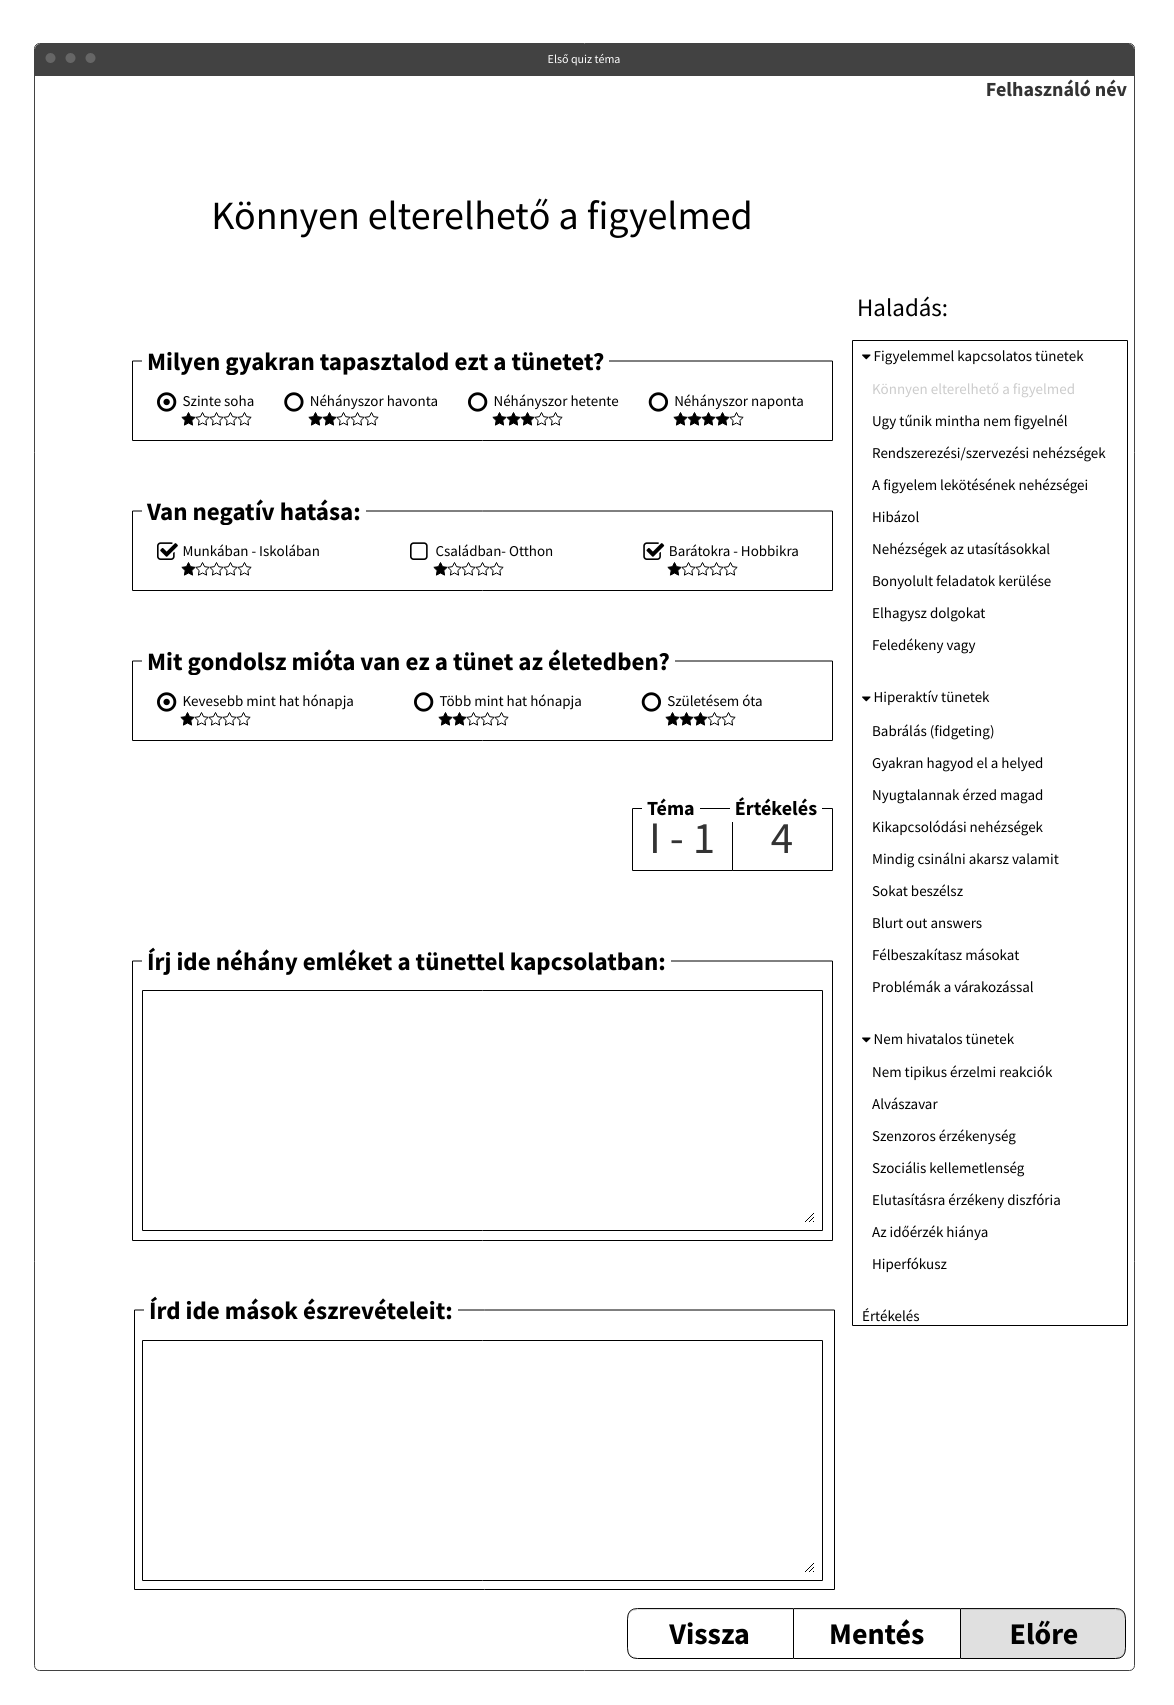 Első quiz téma
Felhasználó név
Könnyen elterelhető a figyelmed
Milyen gyakran tapasztalod ezt a tünetet?
Szinte soha
Néhányszor havonta
Néhányszor hetente
Néhányszor naponta
Van negatív hatása:
Munkában - Iskolában
Családban- Otthon
Barátokra - Hobbikra
Mit gondolsz mióta van ez a tünet az életedben?
Kevesebb mint hat hónapja
Több mint hat hónapja
Születésem óta
Téma
Értékelés
I - 1
4
Írj ide néhány emléket a tünettel kapcsolatban:
Írd ide mások észrevételeit:
Haladás:
Figyelemmel kapcsolatos tünetek
Könnyen elterelhető a figyelmed
Ugy tűnik mintha nem figyelnél
Rendszerezési/szervezési nehézségek
A figyelem lekötésének nehézségei
Hibázol
Nehézségek az utasításokkal
Bonyolult feladatok kerülése
Elhagysz dolgokat
Feledékeny vagy
Hiperaktív tünetek
Babrálás (fidgeting)
Gyakran hagyod el a helyed
Nyugtalannak érzed magad
Kikapcsolódási nehézségek
Mindig csinálni akarsz valamit
Sokat beszélsz
Blurt out answers
Félbeszakítasz másokat
Problémák a várakozással
Nem hivatalos tünetek
Nem tipikus érzelmi reakciók
Alvászavar
Szenzoros érzékenység
Szociális kellemetlenség
Elutasításra érzékeny diszfória
Az időérzék hiánya
Hiperfókusz
Értékelés
Vissza
Mentés
Előre